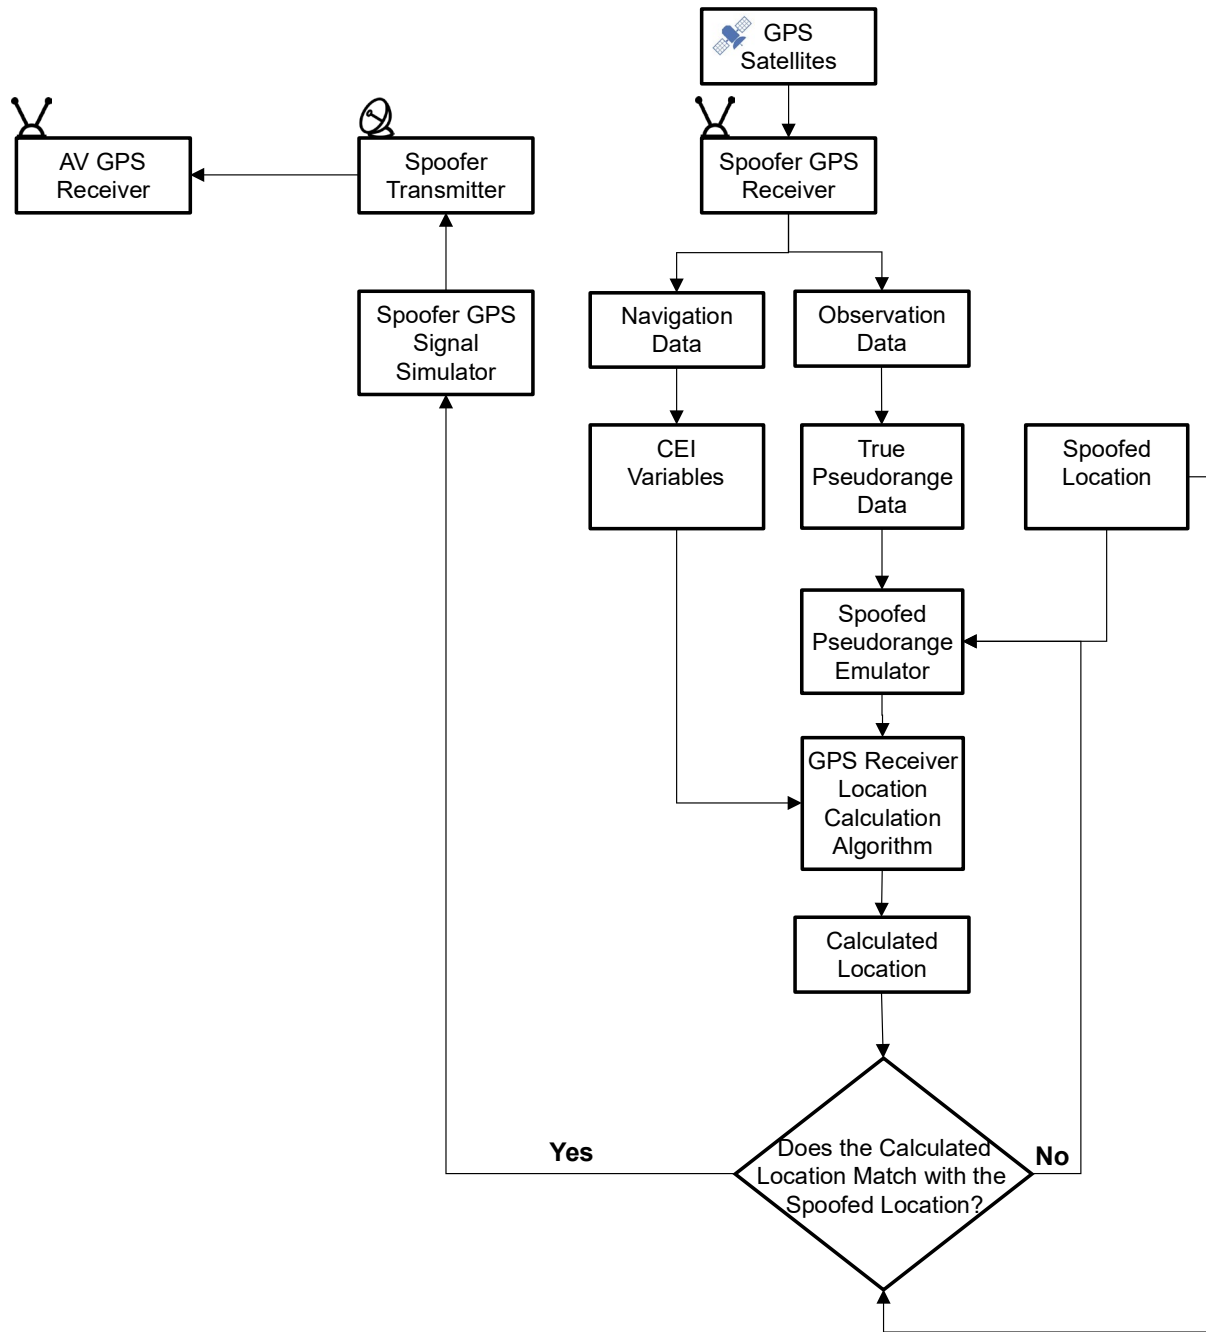 GPS
Satellites
AV GPS
Receiver
Spoofer
Transmitter
Spoofer GPS
Receiver
Spoofer GPS
Signal
Simulator
Navigation
Data
Observation
Data
CEI
Variables
True
Pseudorange
Data
Spoofed
Location
Spoofed
Pseudorange
Emulator
GPS Receiver
Location
Calculation
Algorithm
Calculated
Location
Yes
Does the Calculated
Location Match with the
Spoofed Location?
No